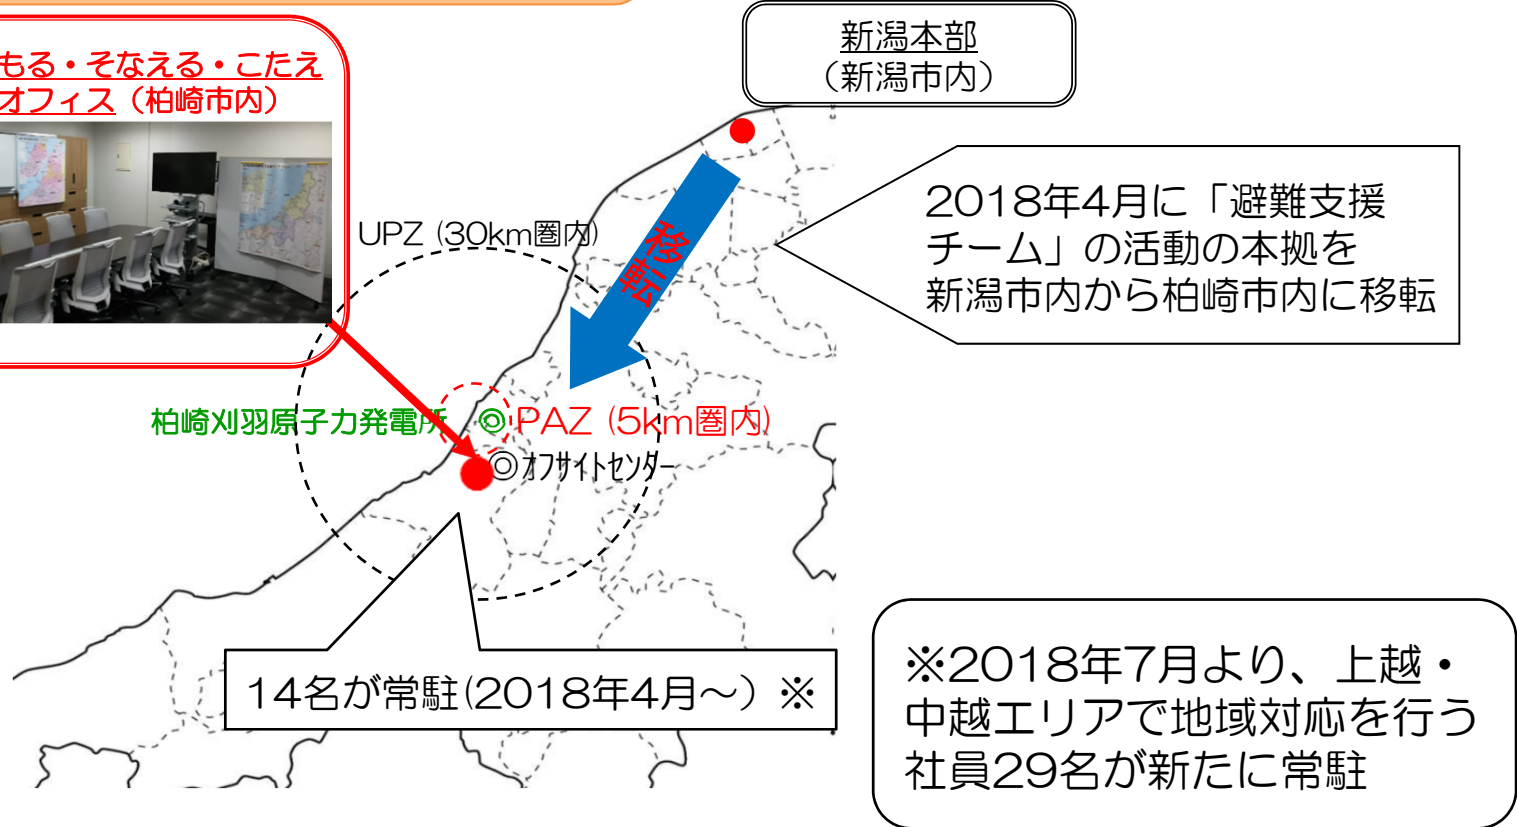 新潟本部
（新潟市内）
もる・そなえる・こたえ
オフィス（柏崎市内）
2018年4月に「避難支援
チーム」の活動の本拠を
新潟市内から柏崎市内に移転
移転
UPZ (30km圏内)
柏崎刈羽原子力発電所
◎
PAZ (5km圏内)
◎オフサイトセンター
14名が常駐(2018年4月～）※
※2018年7月より、上越・
中越エリアで地域対応を行う
社員29名が新たに常駐